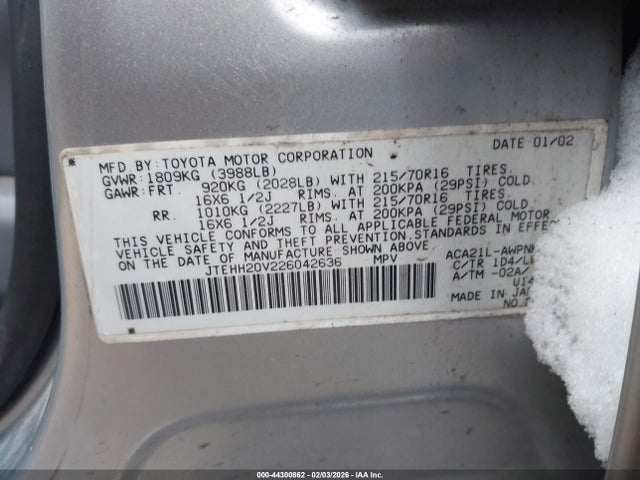 MFD BY: TOYOTA MOTOR CORPORATION DATE 01/02
GVWR: 1809KG (3988LB)
GAWR: FRT. 920KG (2028LB) WITH 215/70R16 TIRES.
16X6 1/2J RIMS. AT 200KPA (29PSI) COLD.
RR. 1010KG (2227LB) WITH 215/70R16 TIRES.
16X6 1/2J RIMS. AT 200KPA (29PSI) COLD.
THIS VEHICLE CONFORMS TO ALL APPLICABLE FEDERAL MOTOR
VEHICLE SAFETY AND THEFT PREVENTION STANDARDS IN EFFECT
ON THE DATE OF MANUFACTURE SHOWN ABOVE.
JTEHH20V226042636 MPV
ACA21L-AWPN
C/TR 1D4/
A/TM -02A/
U14
MADE IN
NO.
000-44300862 - 02/03/2026 - IAA Inc.